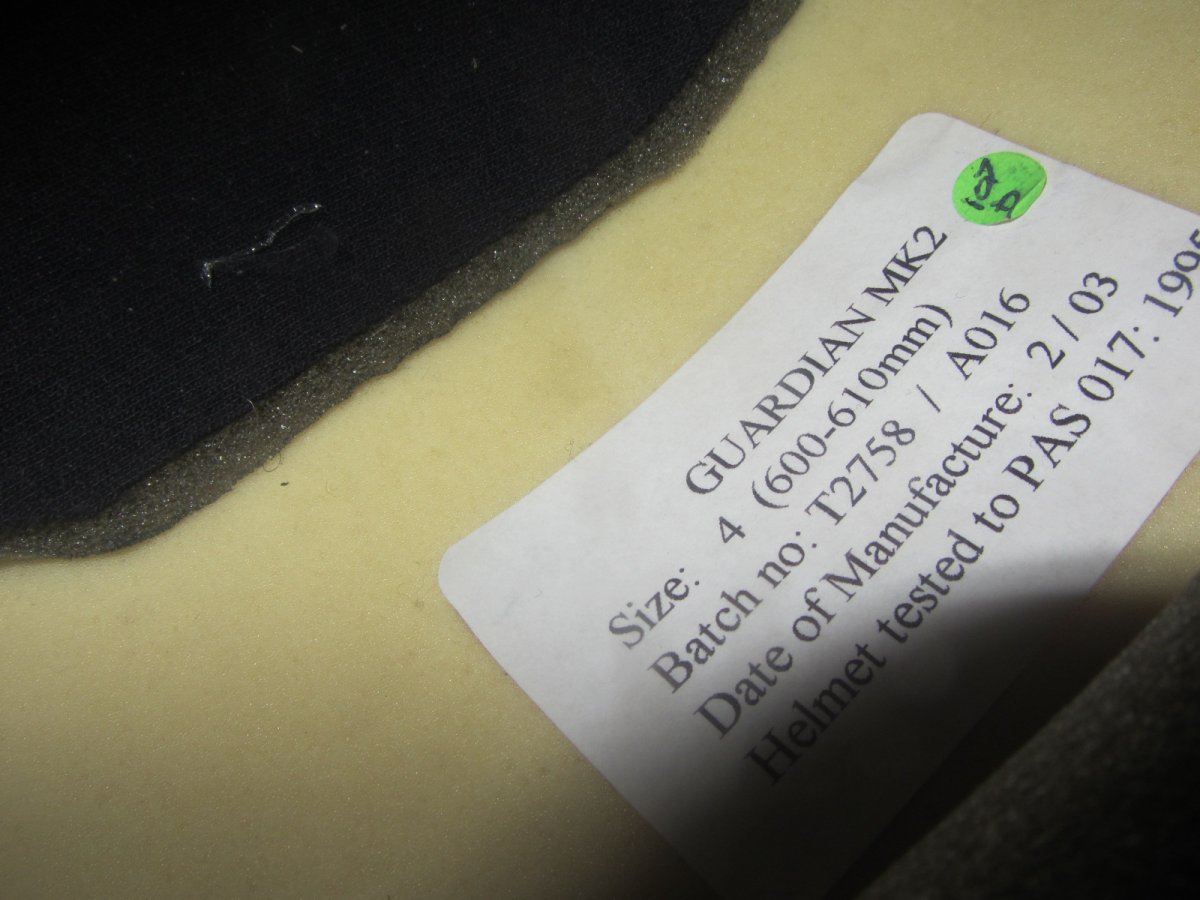 GUARDIAN MK2
Size: 4 (600-610mm)
Batch no: T2758 / A016
Date of Manufacture: 2 / 03
Helmet tested to PAS 017: 1995